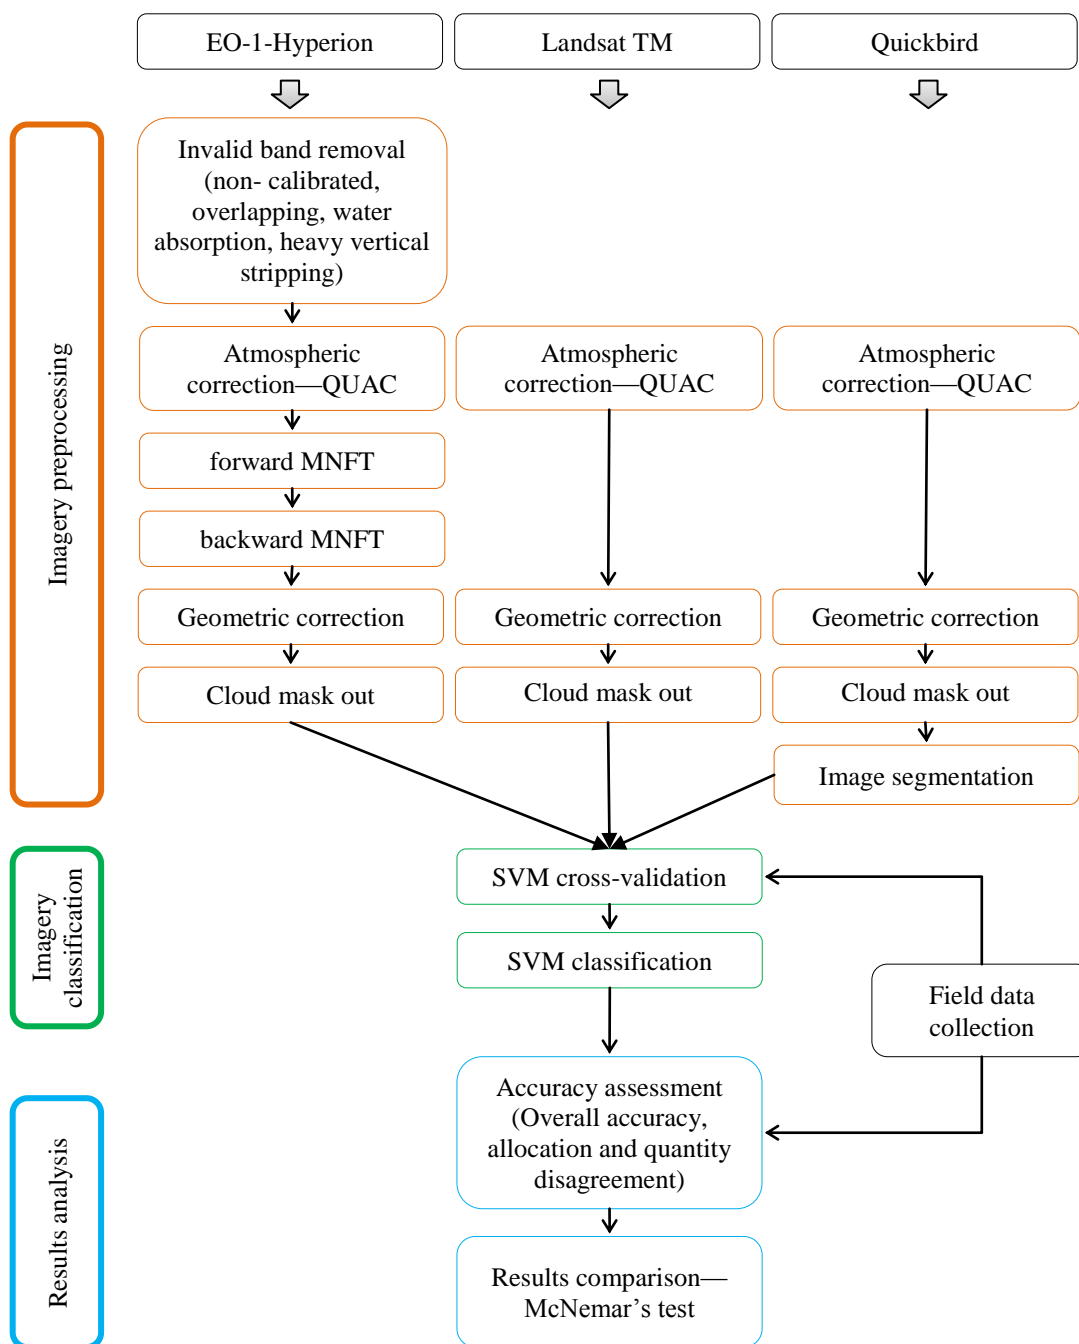 EO-1-Hyperion
Landsat TM
Quickbird
Imagery preprocessing
Invalid band removal
(non- calibrated,
overlapping, water
absorption, heavy vertical
stripping)
Atmospheric
correction—QUAC
Atmospheric
correction—QUAC
Atmospheric
correction—QUAC
forward MNFT
backward MNFT
Geometric correction
Geometric correction
Geometric correction
Cloud mask out
Cloud mask out
Cloud mask out
Image segmentation
Imagery
classification
SVM cross-validation
SVM classification
Field data
collection
Results analysis
Accuracy assessment
(Overall accuracy,
allocation and quantity
disagreement)
Results comparison—
McNemar’s test